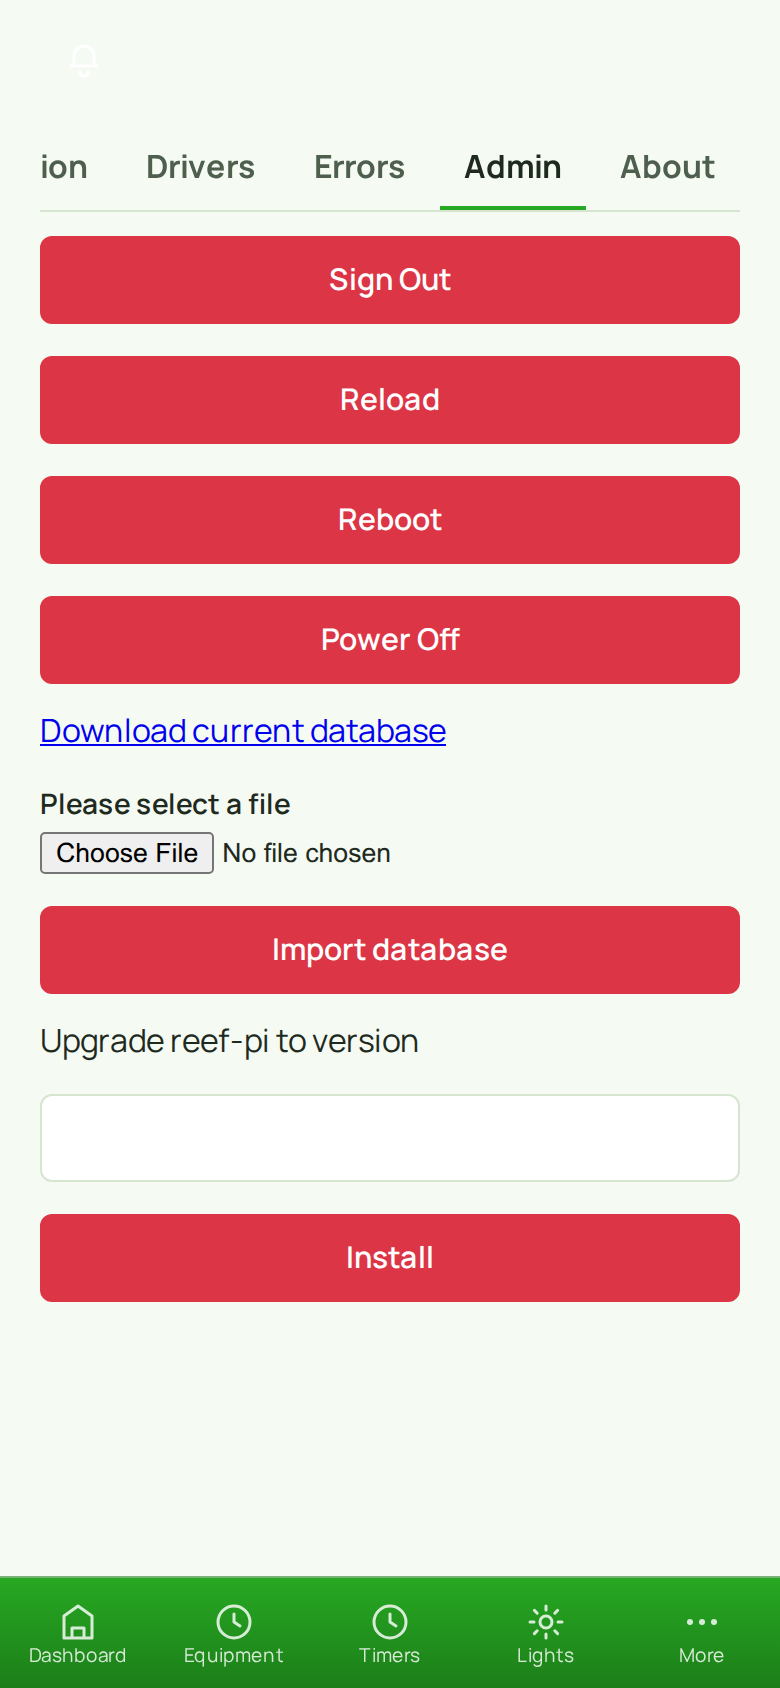 ion Drivers Errors Admin About
Sign Out
Reload
Reboot
Power Off
Download current database
Please select a file
Choose File No file chosen
Import database
Upgrade reef-pi to version
Install
Dashboard Equipment Timers Lights More